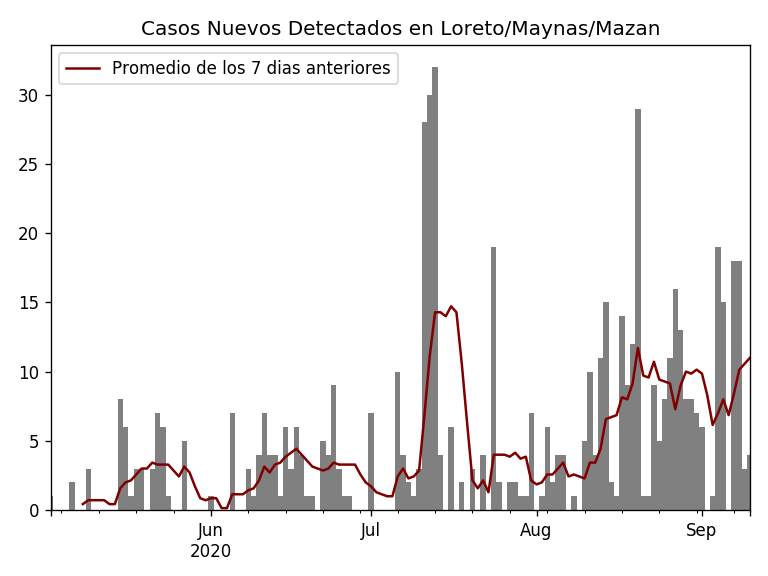 Casos Nuevos Detectados en Loreto/Maynas/Mazan
Promedio de los 7 dias anteriores
30
25
20
15
10
5
0
Jun
2020
Jul
Aug
Sep